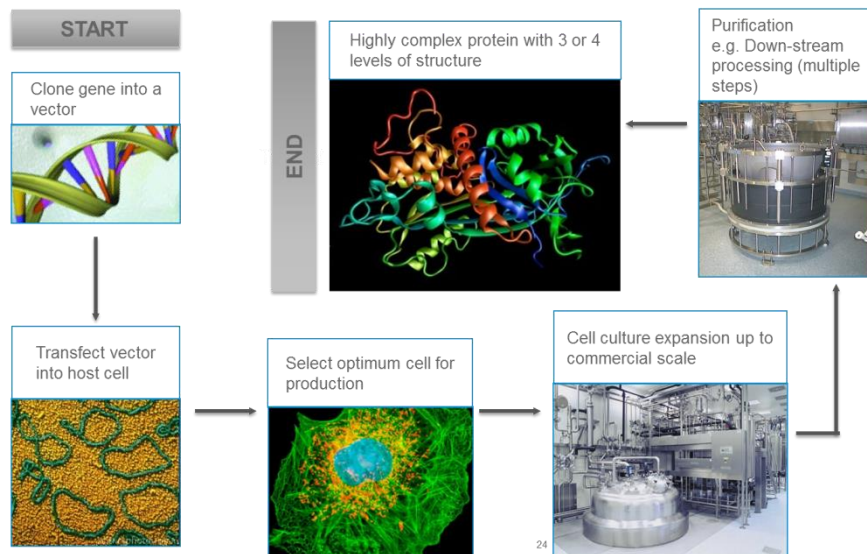 START
Clone gene into a
vector
Transfect vector
into host cell
Select optimum cell for
production
Cell culture expansion up to
commercial scale
Purification
e.g. Down-stream
processing (multiple
steps)
Highly complex protein with 3 or 4
levels of structure
END
24